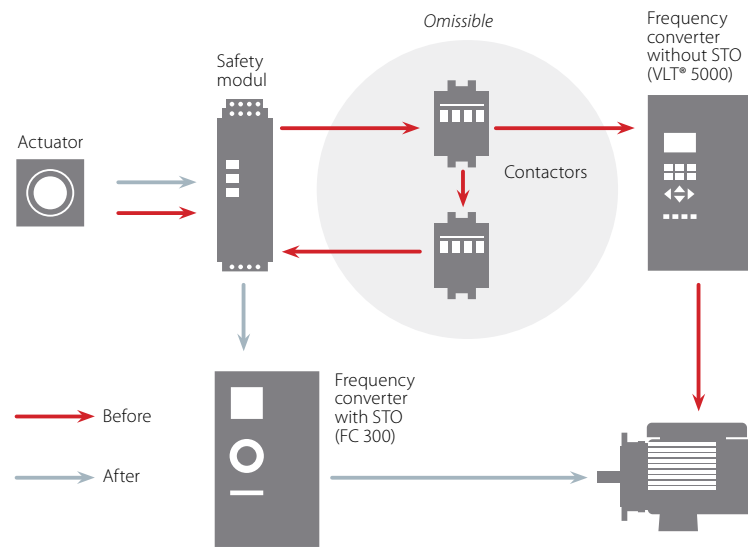 Omissible
Frequency
converter
without STO
(VLT® 5000)
Safety
modul
Actuator
Contactors
Frequency
converter
with STO
(FC 300)
Before
After